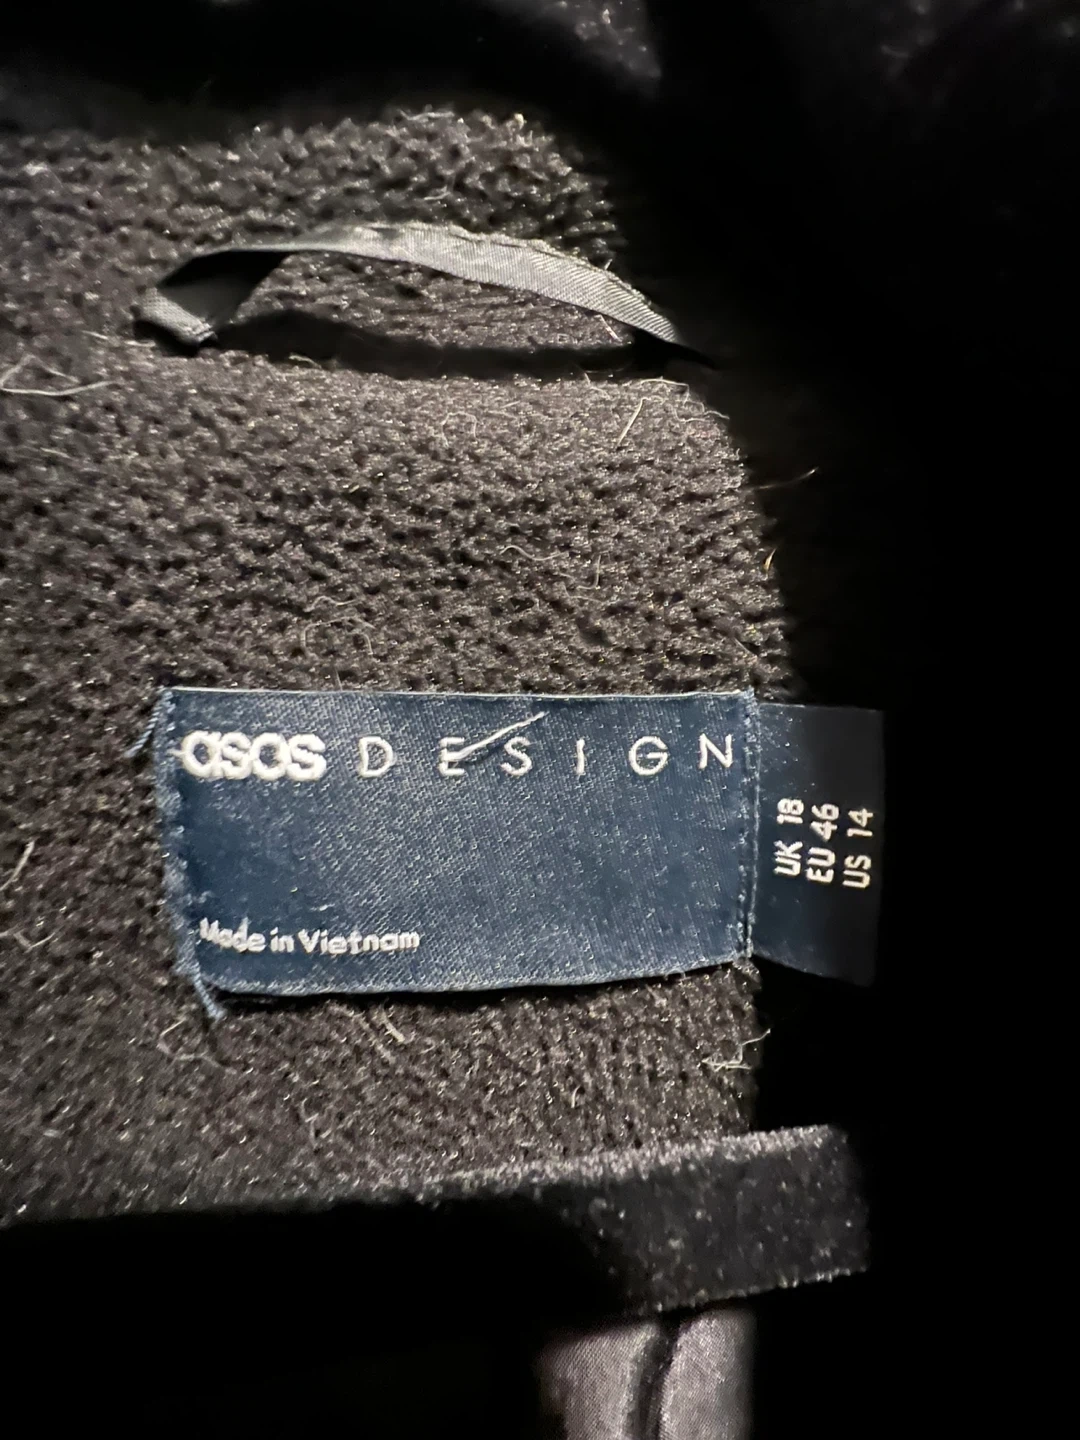 asos DESIGN
Made in Vietnam
UK 18
EU 46
US 14